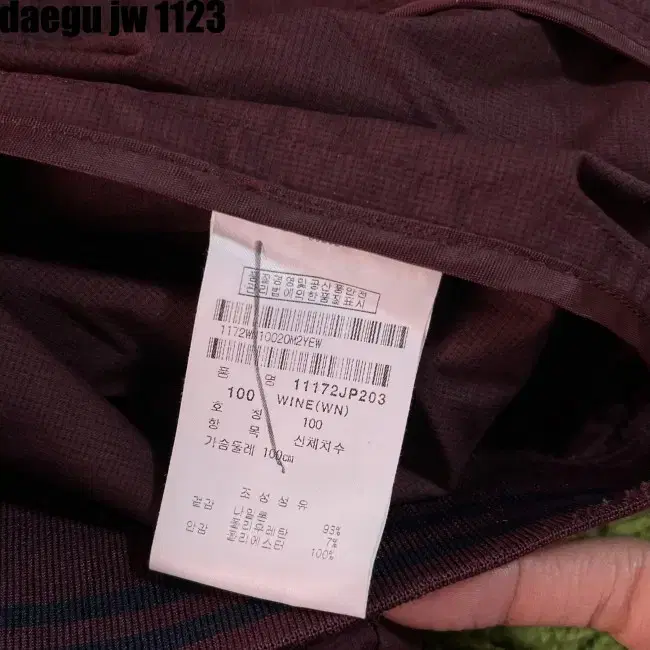 daegu jw 1123
1172WN10020M2YEW
품 명 11172JP203
100 WINE(WN)
호 칭 100
항 목 신체치수
가슴둘레 100cm
조성섬유
겉감 나일론 93%
폴리우레탄 7%
안감 폴리에스터 100%